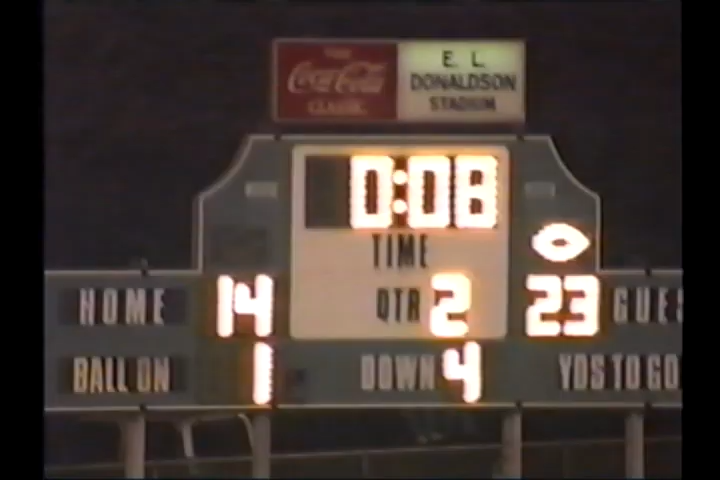 THE
Coca-Cola
CLASSIC
E. L.
DONALDSON
STADIUM
0:08
TIME
HOME 14 QTR 2 23 GUES
BALL ON 1 DOWN 4 YDS TO GO